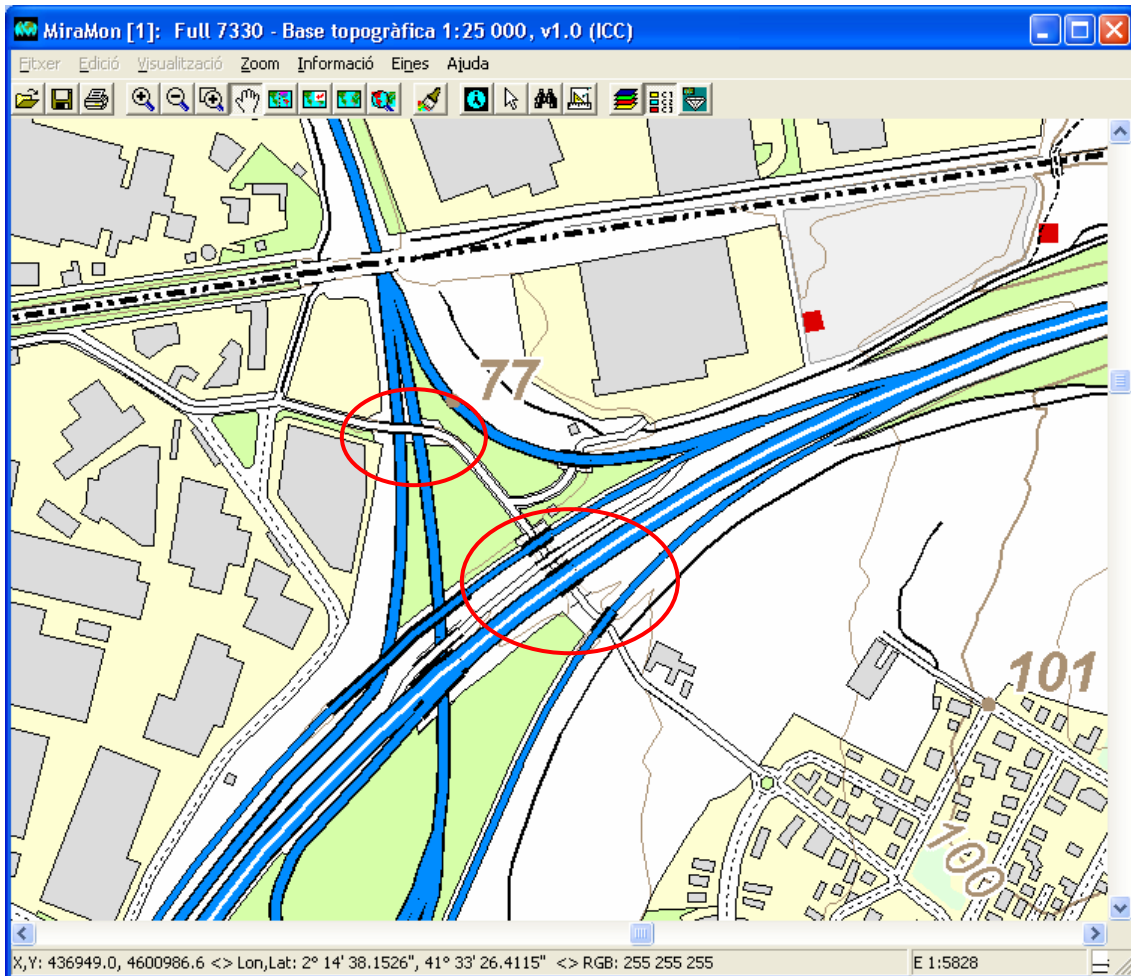 MiraMon [1]: Full 7330 - Base topogràfica 1:25 000, v1.0 (ICC)
Fitxer Edició Visualització Zoom Informació Eines Ajuda
77
101
100
X,Y: 436949.0, 4600986.6 <> Lon,Lat: 2° 14' 38.1526", 41° 33' 26.4115" <> RGB: 255 255 255 E 1:5828